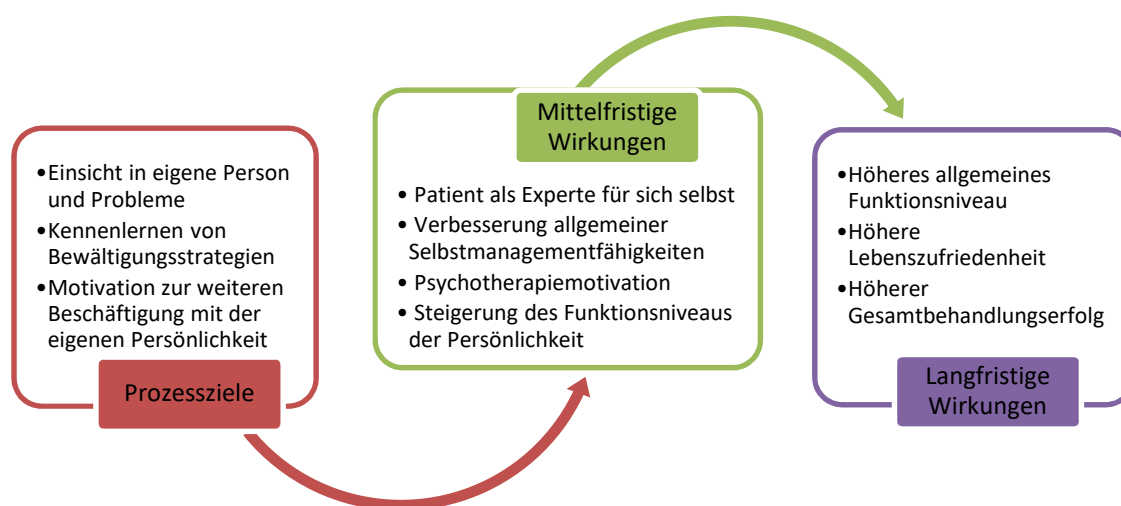 •Einsicht in eigene Person
und Probleme
•Kennenlernen von
Bewältigungsstrategien
•Motivation zur weiteren
Beschäftigung mit der
eigenen Persönlichkeit
Prozessziele
Mittelfristige
Wirkungen
• Patient als Experte für sich selbst
• Verbesserung allgemeiner
Selbstmanagementfähigkeiten
• Psychotherapiemotivation
• Steigerung des Funktionsniveaus
der Persönlichkeit
•Höheres allgemeines
Funktionsniveau
•Höhere
Lebenszufriedenheit
•Höherer
Gesamtbehandlungserfolg
Langfristige
Wirkungen